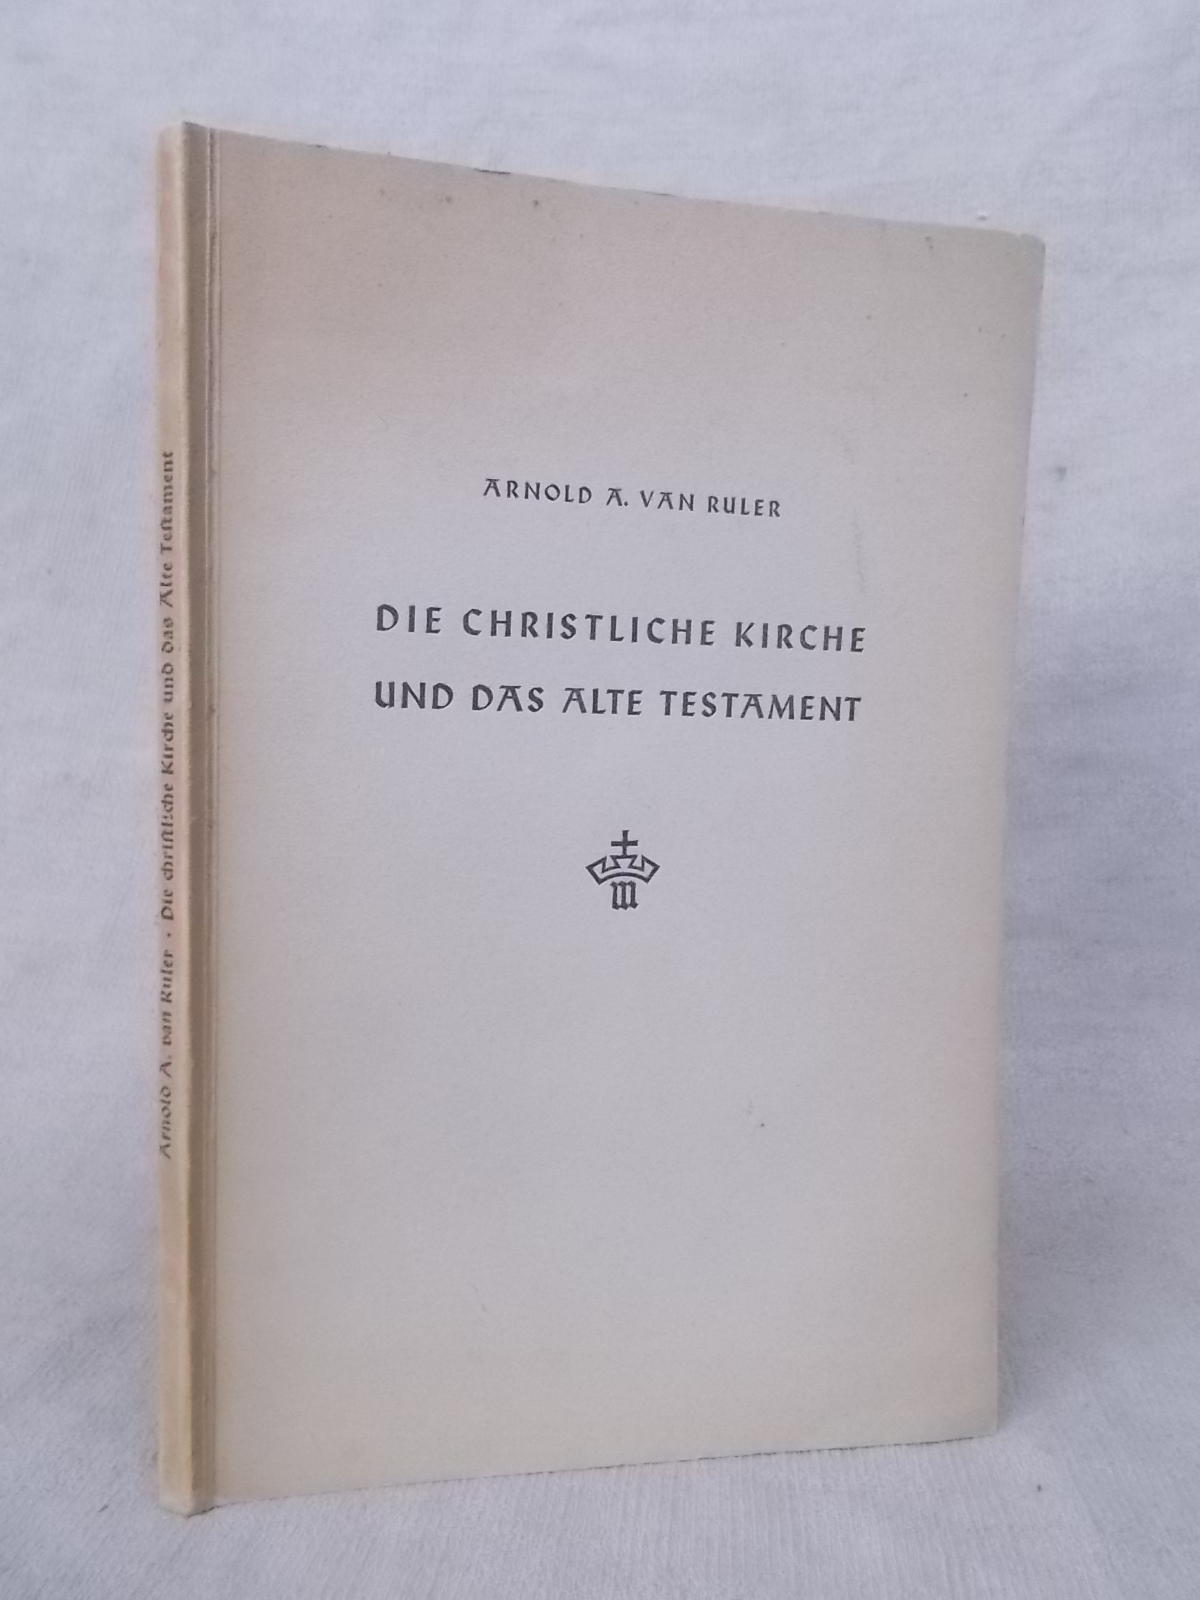 ARNOLD A. VAN RULER
DIE CHRISTLICHE KIRCHE
UND DAS ALTE TESTAMENT
m
Arnold A. van Ruler · Die christliche Kirche und das Alte Testament